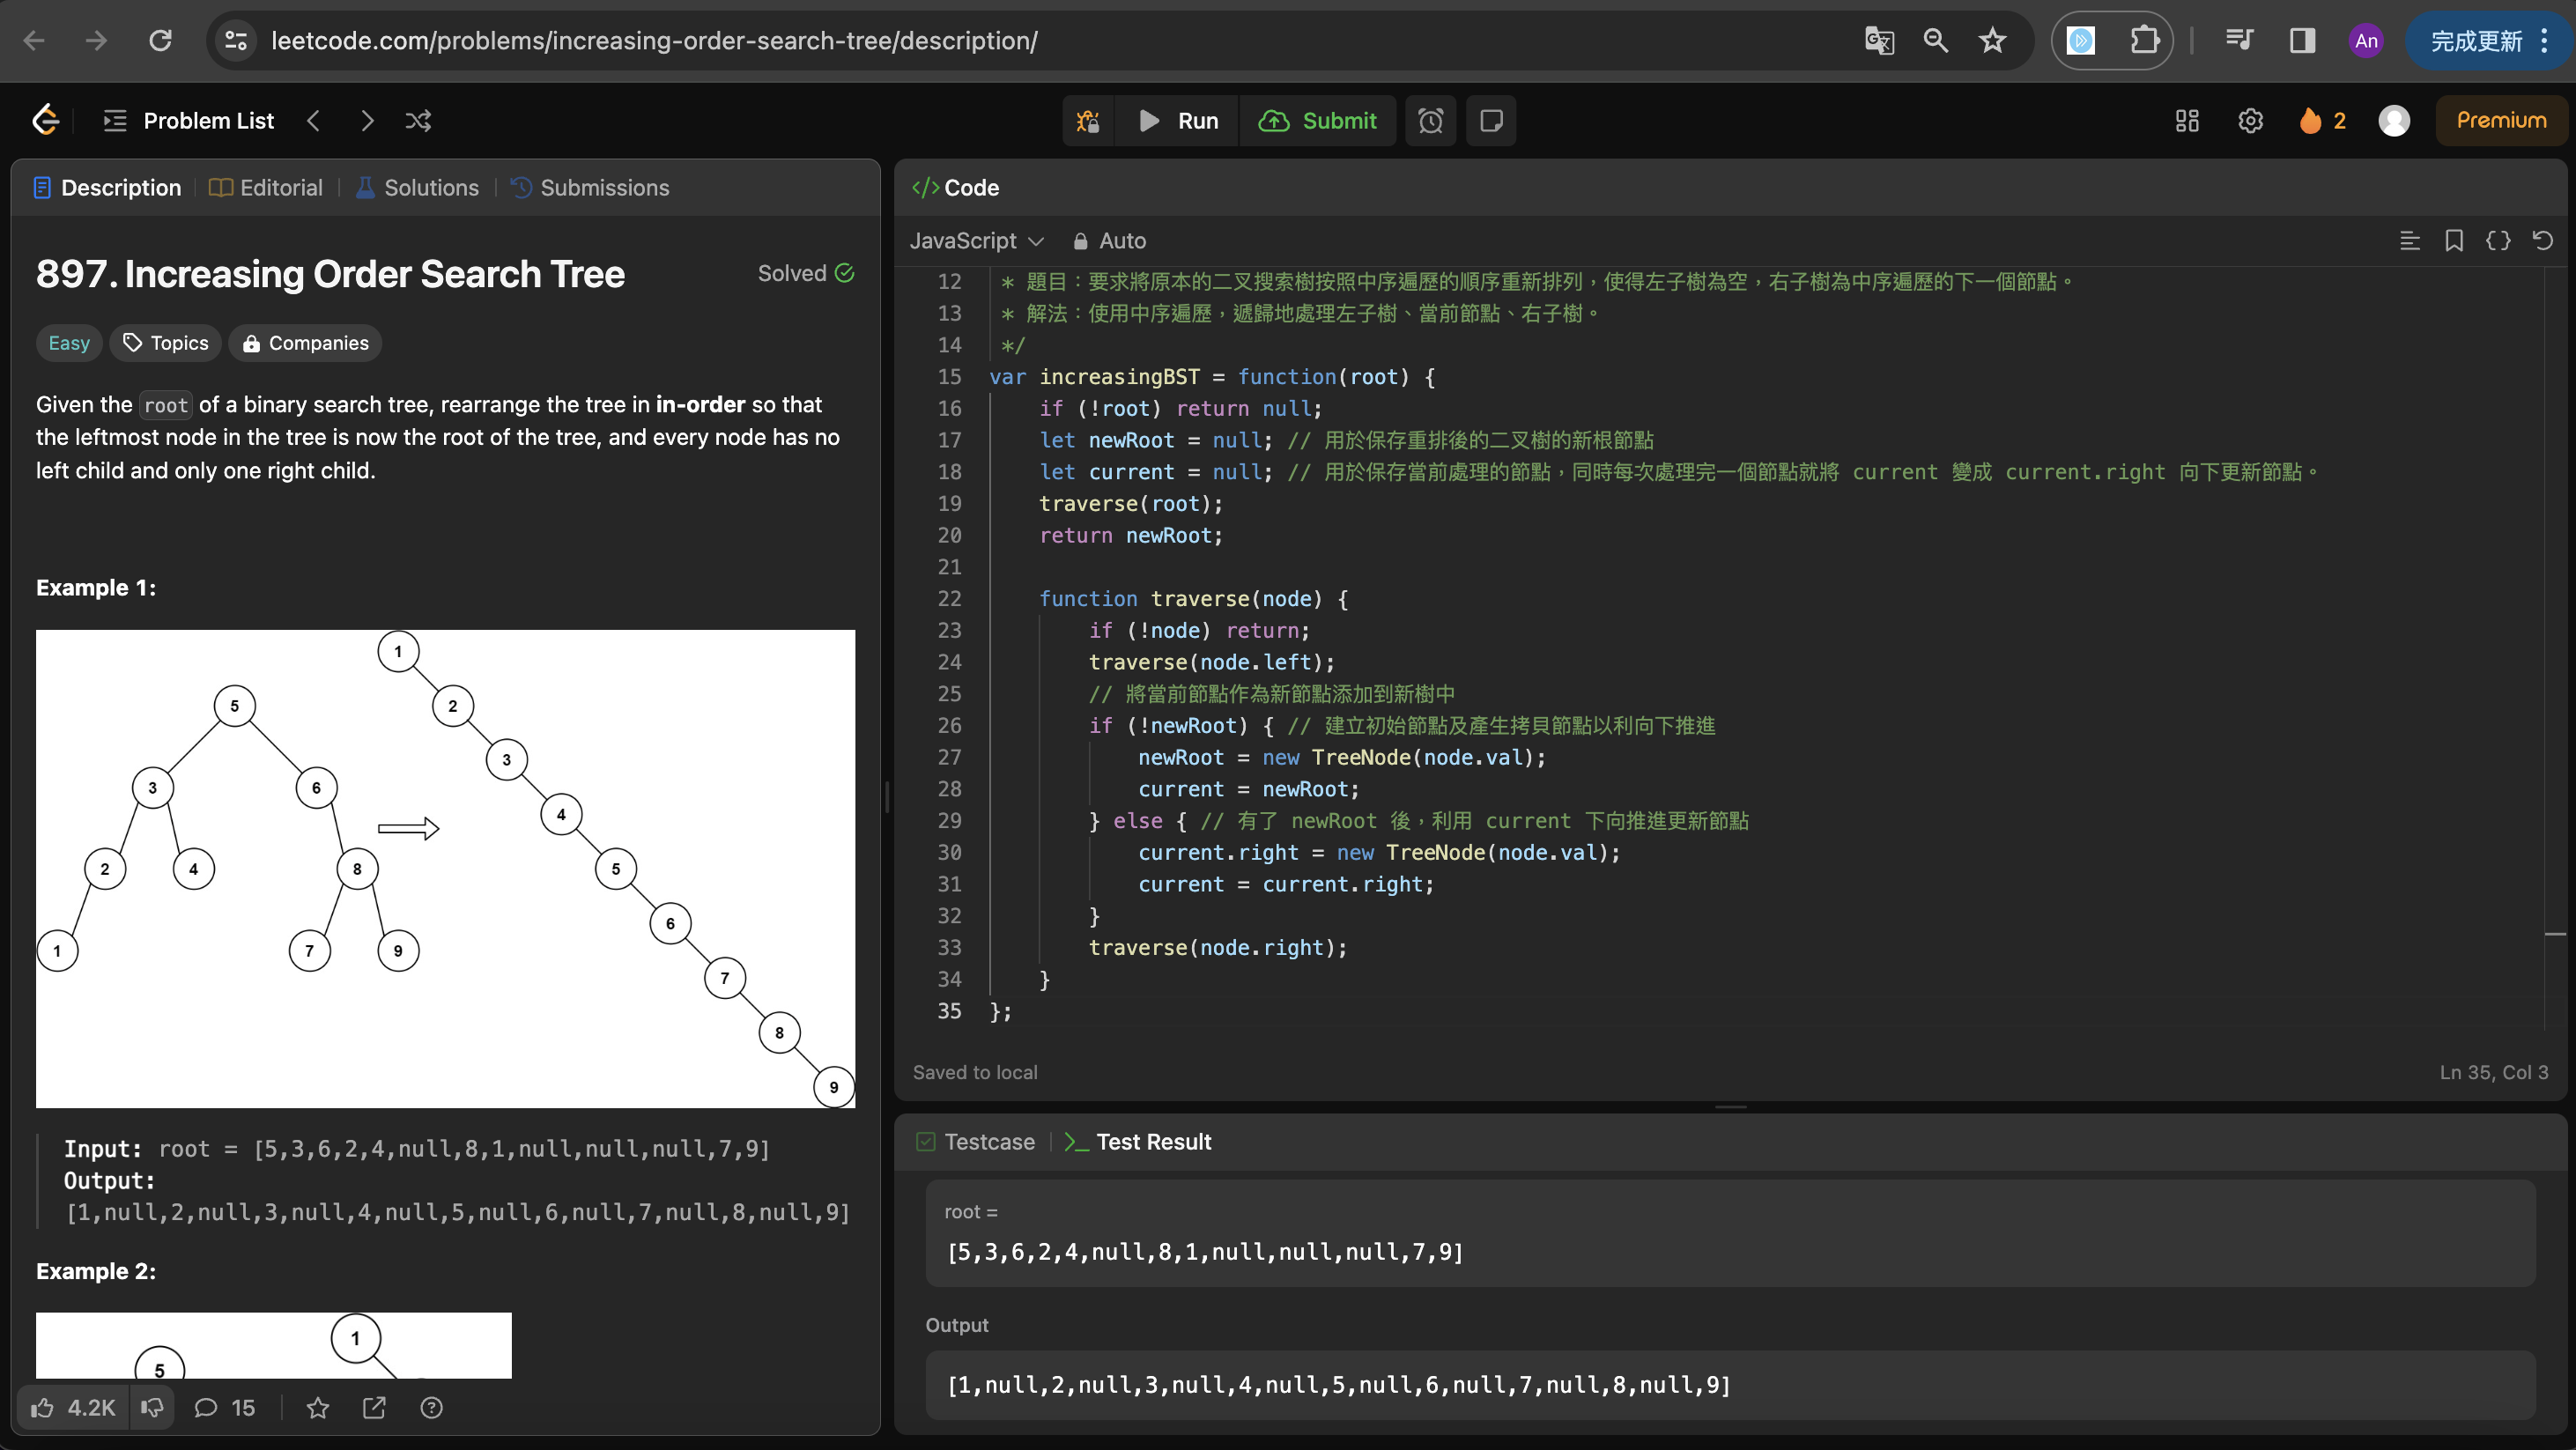 leetcode.com/problems/increasing-order-search-tree/description/
An
完成更新
Problem List
Run
Submit
2
Premium
Description
Editorial
Solutions
Submissions
897. Increasing Order Search Tree
Solved
Easy
Topics
Companies
Given the root of a binary search tree, rearrange the tree in in-order so that
the leftmost node in the tree is now the root of the tree, and every node has no
left child and only one right child.
Example 1:
1
5
2
3
6
3
4
2
4
8
5
1
7
9
6
7
8
9
Input: root = [5,3,6,2,4,null,8,1,null,null,null,7,9]
Output:
[1,null,2,null,3,null,4,null,5,null,6,null,7,null,8,null,9]
Example 2:
1
5
4.2K
15
</> Code
JavaScript
Auto
12 * 題目：要求將原本的二叉搜索樹按照中序遍歷的順序重新排列，使得左子樹為空，右子樹為中序遍歷的下一個節點。
13 * 解法：使用中序遍歷，遞歸地處理左子樹、當前節點、右子樹。
14 */
15 var increasingBST = function(root) {
16 if (!root) return null;
17 let newRoot = null; // 用於保存重排後的二叉樹的新根節點
18 let current = null; // 用於保存當前處理的節點，同時每次處理完一個節點就將 current 變成 current.right 向下更新節點。
19 traverse(root);
20 return newRoot;
21
22 function traverse(node) {
23 if (!node) return;
24 traverse(node.left);
25 // 將當前節點作為新節點添加到新樹中
26 if (!newRoot) { // 建立初始節點及產生拷貝節點以利向下推進
27 newRoot = new TreeNode(node.val);
28 current = newRoot;
29 } else { // 有了 newRoot 後，利用 current 下向推進更新節點
30 current.right = new TreeNode(node.val);
31 current = current.right;
32 }
33 traverse(node.right);
34 }
35 };
Saved to local
Ln 35, Col 3
Testcase
Test Result
root =
[5,3,6,2,4,null,8,1,null,null,null,7,9]
Output
[1,null,2,null,3,null,4,null,5,null,6,null,7,null,8,null,9]